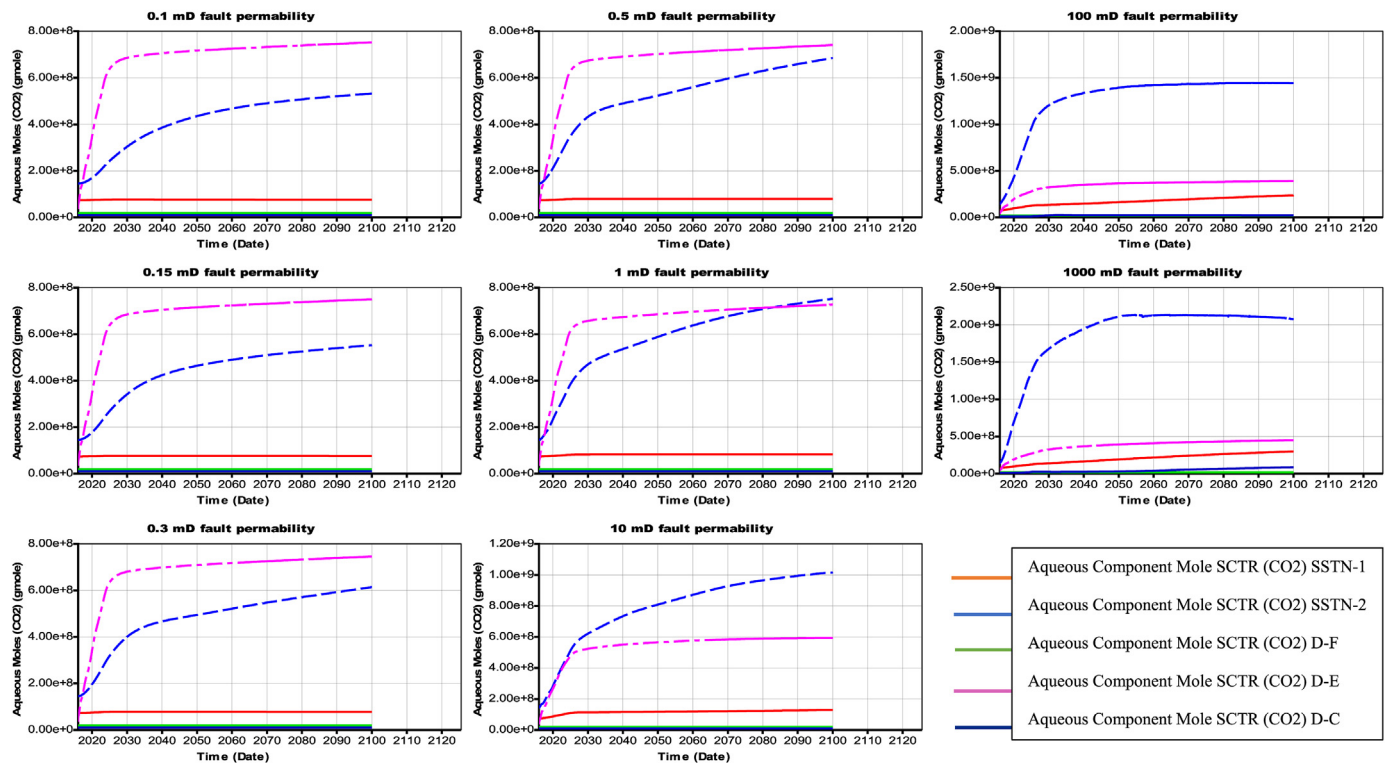 0.1 mD fault permability
Aqueous Moles (CO2) (gmole)
8.00e+8
6.00e+8
4.00e+8
2.00e+8
0.00e+0
2020 2030 2040 2050 2060 2070 2080 2090 2100 2110 2120
Time (Date)
0.5 mD fault permability
Aqueous Moles (CO2) (gmole)
8.00e+8
6.00e+8
4.00e+8
2.00e+8
0.00e+0
2020 2030 2040 2050 2060 2070 2080 2090 2100 2110 2120
Time (Date)
100 mD fault permability
Aqueous Moles (CO2) (gmole)
2.00e+9
1.50e+9
1.00e+9
5.00e+8
0.00e+0
2020 2030 2040 2050 2060 2070 2080 2090 2100 2110 2120
Time (Date)
0.15 mD fault permability
Aqueous Moles (CO2) (gmole)
8.00e+8
6.00e+8
4.00e+8
2.00e+8
0.00e+0
2020 2030 2040 2050 2060 2070 2080 2090 2100 2110 2120
Time (Date)
1 mD fault permability
Aqueous Moles (CO2) (gmole)
8.00e+8
6.00e+8
4.00e+8
2.00e+8
0.00e+0
2020 2030 2040 2050 2060 2070 2080 2090 2100 2110 2120
Time (Date)
1000 mD fault permability
Aqueous Moles (CO2) (gmole)
2.50e+9
2.00e+9
1.50e+9
1.00e+9
5.00e+8
0.00e+0
2020 2030 2040 2050 2060 2070 2080 2090 2100 2110 2120
Time (Date)
0.3 mD fault permability
Aqueous Moles (CO2) (gmole)
8.00e+8
6.00e+8
4.00e+8
2.00e+8
0.00e+0
2020 2030 2040 2050 2060 2070 2080 2090 2100 2110 2120
Time (Date)
10 mD fault permability
Aqueous Moles (CO2) (gmole)
1.20e+9
1.00e+9
8.00e+8
6.00e+8
4.00e+8
2.00e+8
0.00e+0
2020 2030 2040 2050 2060 2070 2080 2090 2100 2110 2120
Time (Date)
Aqueous Component Mole SCTR (CO2) SSTN-1
Aqueous Component Mole SCTR (CO2) SSTN-2
Aqueous Component Mole SCTR (CO2) D-F
Aqueous Component Mole SCTR (CO2) D-E
Aqueous Component Mole SCTR (CO2) D-C